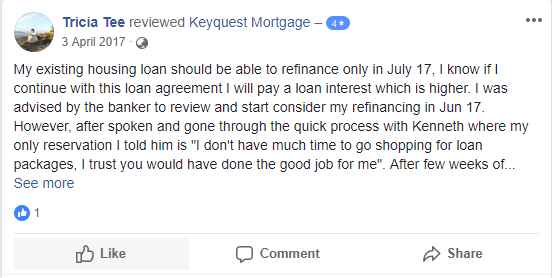 Tricia Tee reviewed Keyquest Mortgage – 4★
3 April 2017 ·
My existing housing loan should be able to refinance only in July 17, I know if I
continue with this loan agreement I will pay a loan interest which is higher. I was
advised by the banker to review and start consider my refinancing in Jun 17.
However, after spoken and gone through the quick process with Kenneth where my
only reservation I told him is "I don't have much time to go shopping for loan
packages, I trust you would have done the good job for me". After few weeks of...
See more
1
Like Comment Share